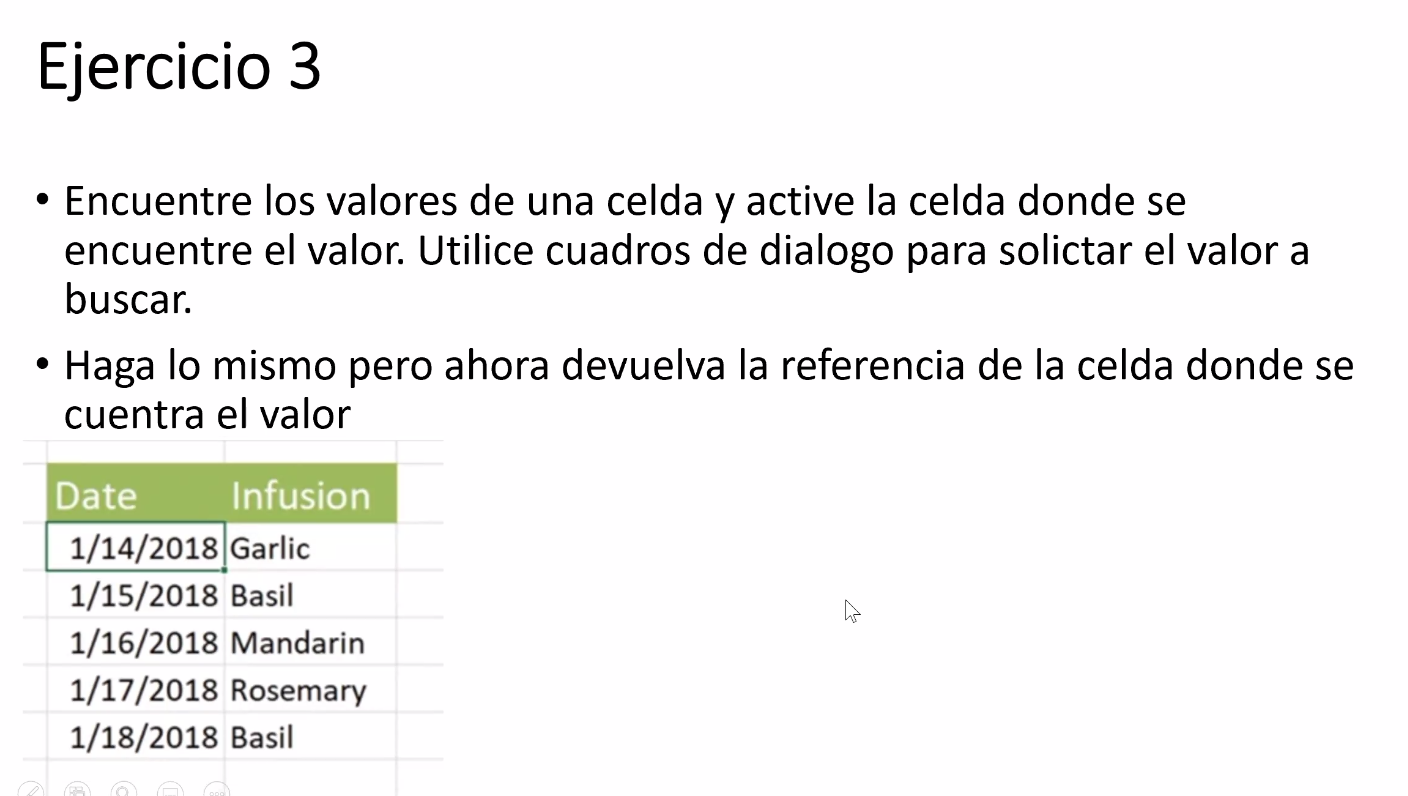 Ejercicio 3
• Encuentre los valores de una celda y active la celda donde se
encuentre el valor. Utilice cuadros de dialogo para solictar el valor a
buscar.
• Haga lo mismo pero ahora devuelva la referencia de la celda donde se
cuentra el valor
Date Infusion
1/14/2018 Garlic
1/15/2018 Basil
1/16/2018 Mandarin
1/17/2018 Rosemary
1/18/2018 Basil